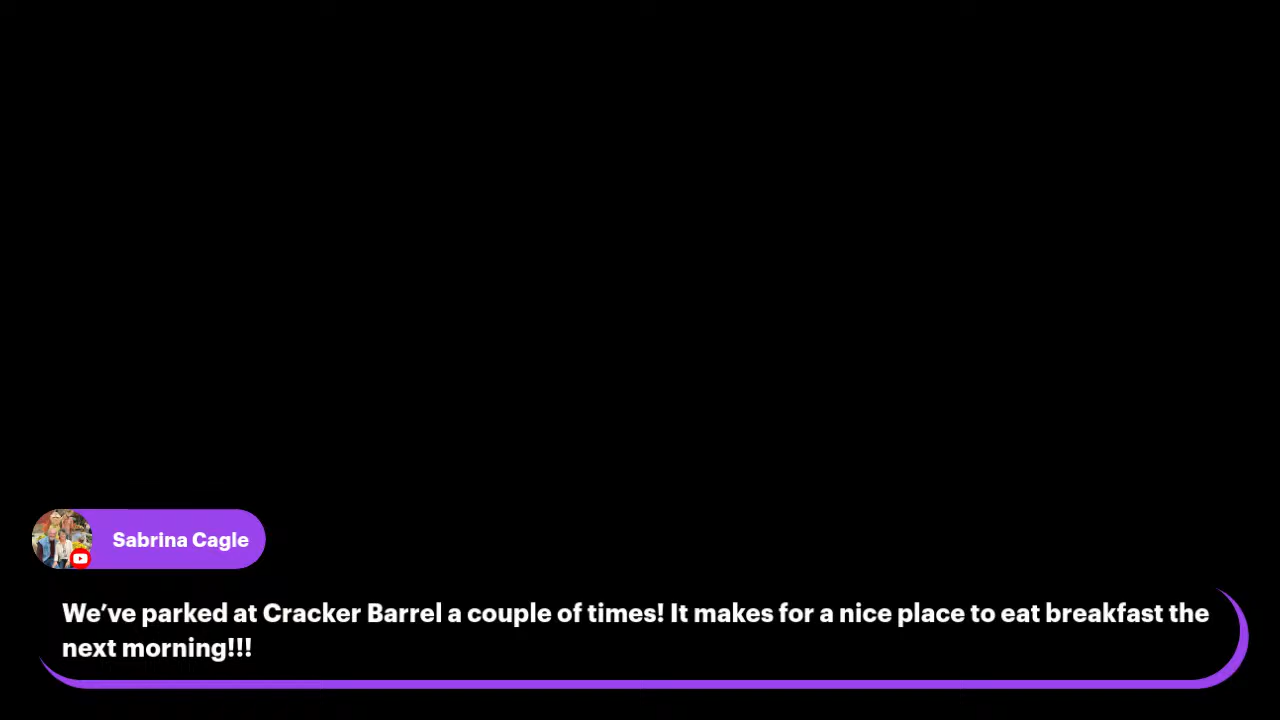 Sabrina Cagle
We’ve parked at Cracker Barrel a couple of times! It makes for a nice place to eat breakfast the
next morning!!!